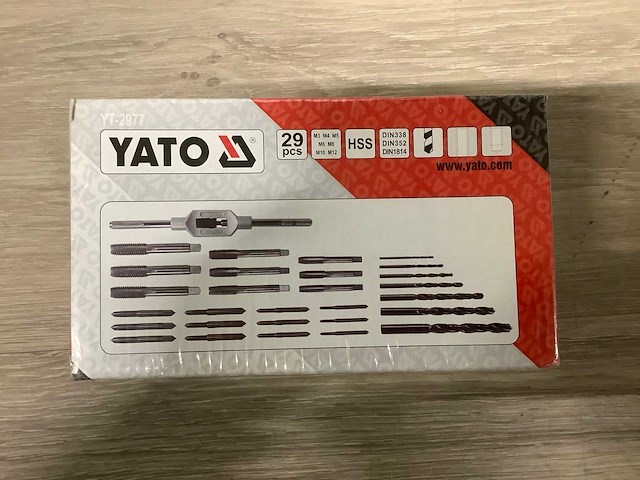 YT-2977
YATO
29 pcs
M3 M4 M5
M6 M8
M10 M12
HSS
DIN338
DIN352
DIN1814
www.yato.com